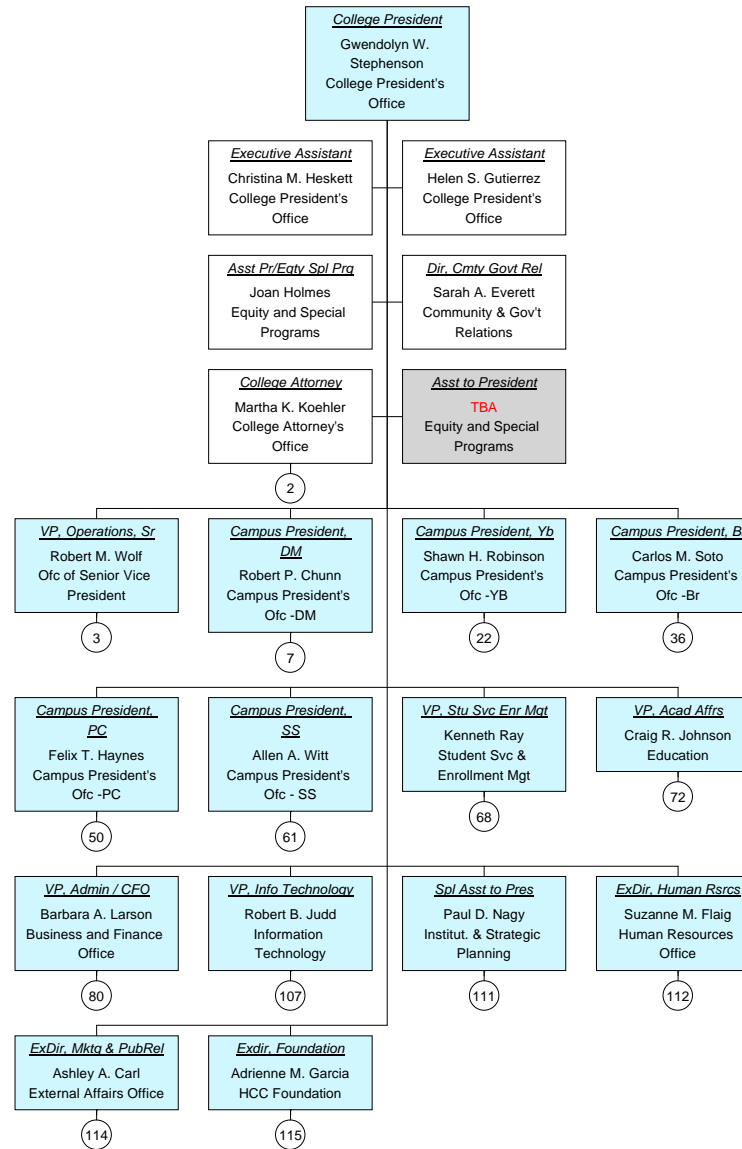 College President
Gwendolyn W.
Stephenson
College President's
Office
Executive Assistant
Christina M. Heskett
College President's
Office
Executive Assistant
Helen S. Gutierrez
College President's
Office
Asst Pr/Eqty Spl Prg
Joan Holmes
Equity and Special
Programs
Dir, Cmty Govt Rel
Sarah A. Everett
Community & Gov't
Relations
College Attorney
Martha K. Koehler
College Attorney's
Office
2
Asst to President
TBA
Equity and Special
Programs
VP, Operations, Sr
Robert M. Wolf
Ofc of Senior Vice
President
3
Campus President,
DM
Robert P. Chunn
Campus President's
Ofc -DM
7
Campus President, Yb
Shawn H. Robinson
Campus President's
Ofc -YB
22
Campus President, B
Carlos M. Soto
Campus President's
Ofc -Br
36
Campus President,
PC
Felix T. Haynes
Campus President's
Ofc -PC
50
Campus President,
SS
Allen A. Witt
Campus President's
Ofc - SS
61
VP, Stu Svc Enr Mgt
Kenneth Ray
Student Svc &
Enrollment Mgt
68
VP, Acad Affrs
Craig R. Johnson
Education
72
VP, Admin / CFO
Barbara A. Larson
Business and Finance
Office
80
VP, Info Technology
Robert B. Judd
Information
Technology
107
Spl Asst to Pres
Paul D. Nagy
Institut. & Strategic
Planning
111
ExDir, Human Rsrcs
Suzanne M. Flaig
Human Resources
Office
112
ExDir, Mktg & PubRel
Ashley A. Carl
External Affairs Office
114
Exdir, Foundation
Adrienne M. Garcia
HCC Foundation
115